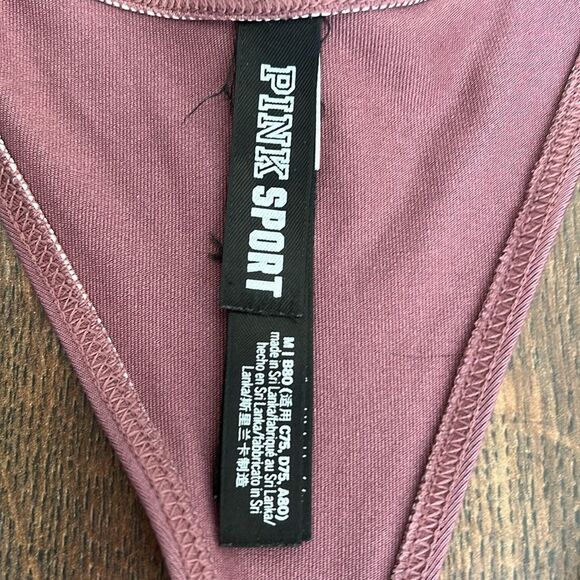 PINK SPORT
M I B80 (适用 C75, D75, A80)
made in Sri Lanka/fabriqué au Sri Lanka/
hecho en Sri Lanka/fabbricato in Sri
Lanka/斯里兰卡制造